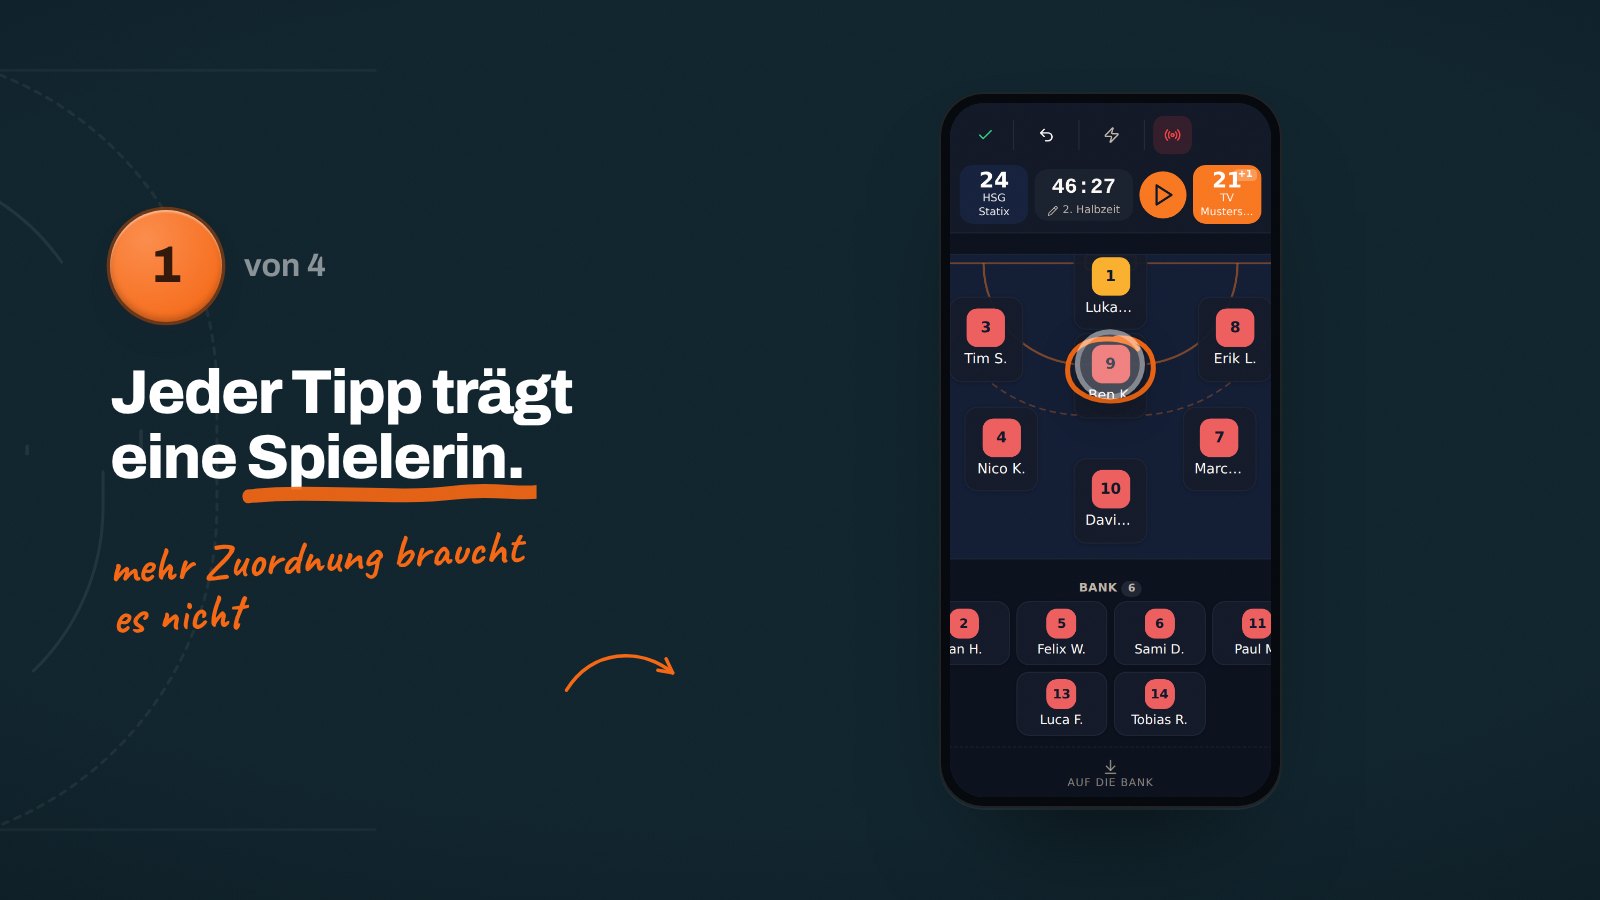 1
von 4
Jeder Tipp trägt
eine Spielerin.
mehr Zuordnung braucht
es nicht
24
HSG
Statix
46:27
2. Halbzeit
21
+1
TV
Musters...
1
Luka...
3
Tim S.
8
Erik L.
9
Ben K
4
Nico K.
7
Marc...
10
Davi...
BANK 6
2
an H.
5
Felix W.
6
Sami D.
11
Paul M
13
Luca F.
14
Tobias R.
AUF DIE BANK